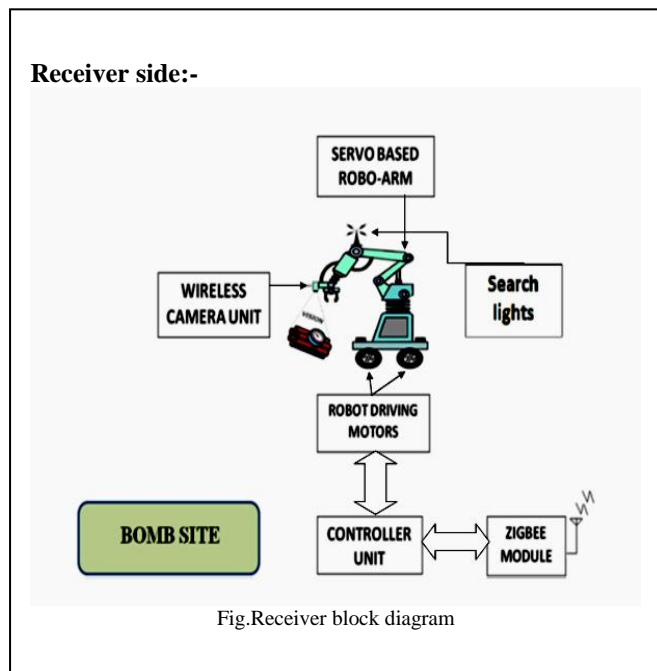 Receiver side:-
SERVO BASED
ROBO-ARM
WIRELESS
CAMERA UNIT
Search
lights
VISION
ROBOT DRIVING
MOTORS
BOMB SITE
CONTROLLER
UNIT
ZIGBEE
MODULE
Fig.Receiver block diagram